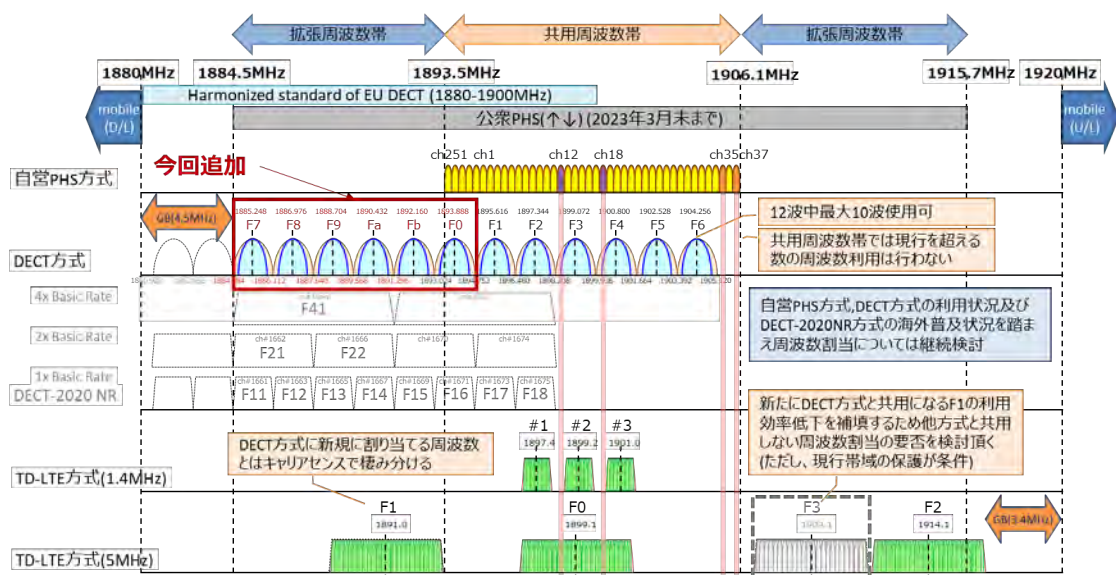 拡張周波数帯 共用周波数帯 拡張周波数帯
1880MHz 1884.5MHz 1893.5MHz 1906.1MHz 1915.7MHz 1920MHz
mobile
(D/L)
Harmonized standard of EU DECT (1880-1900MHz)
公衆PHS(↑↓)(2023年3月末まで)
mobile
(U/L)
今回追加
ch251 ch1 ch12 ch18 ch35 ch37
自営PHS方式
GB(4.5MHz)
1885.248 1886.976 1888.704 1890.432 1892.160 1893.888 1895.616 1897.344 1899.072 1900.800 1902.528 1904.256
F7 F8 F9 Fa Fb F0 F1 F2 F3 F4 F5 F6
12波中最大10波使用可
共用周波数帯では現行を超える
数の周波数利用は行わない
DECT方式
1886.112 1896.480 1903.392
4x Basic Rate
F41
自営PHS方式,DECT方式の利用状況及び
DECT-2020NR方式の海外普及状況を踏ま
え周波数割当については継続検討
2x Basic Rate
ch#1662 ch#1666 ch#1670 ch#1674
F21 F22
1x Basic Rate
DECT-2020 NR
ch#1661 ch#1663 ch#1665 ch#1667 ch#1669 ch#1671 ch#1673 ch#1675
F11 F12 F13 F14 F15 F16 F17 F18
新たにDECT方式と共用になるF1の利用
効率低下を補填するため他方式と共用
しない周波数割当の要否を検討頂く
(ただし、現行帯域の保護が条件)
#1 #2 #3
1897.4 1899.2 1901.0
DECT方式に新規に割り当てる周波数
とはキャリアセンスで棲み分ける
TD-LTE方式(1.4MHz)
F1 F0 F3 F2
1891.0 1899.1 1909.1 1914.1
GB(3.4MHz)
TD-LTE方式(5MHz)